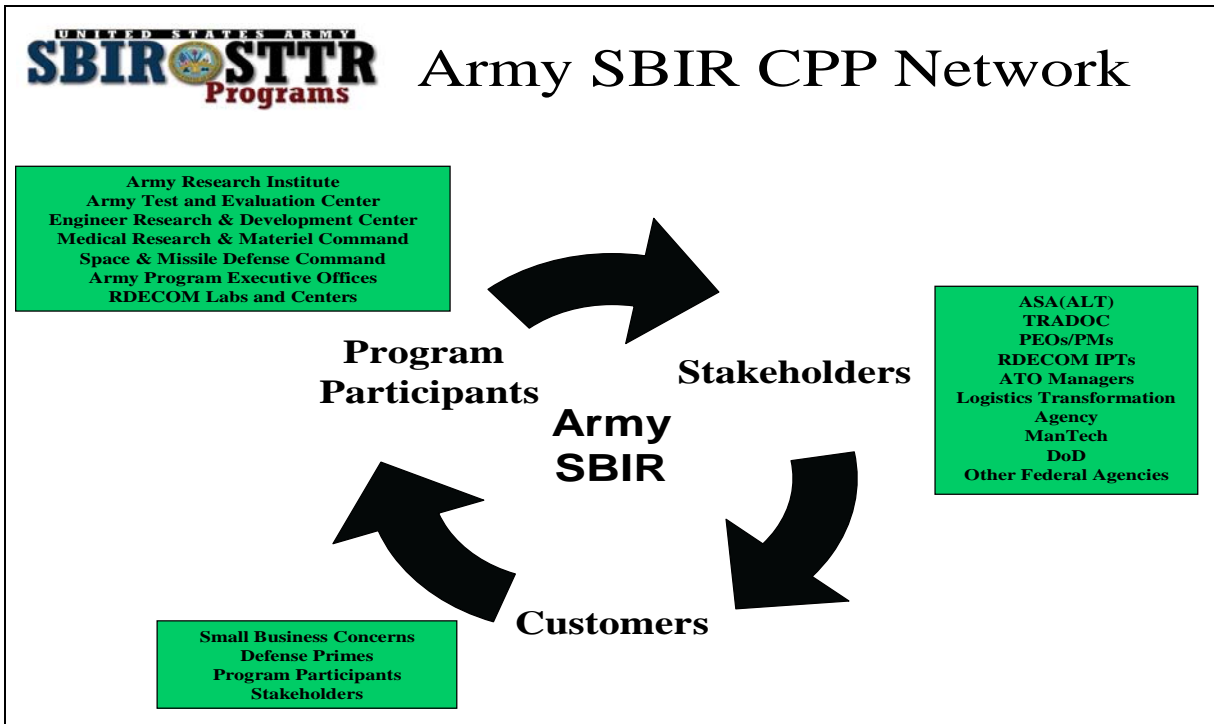 UNITED STATES ARMY
SBIR STTR
Programs
Army SBIR CPP Network
Army Research Institute
Army Test and Evaluation Center
Engineer Research & Development Center
Medical Research & Materiel Command
Space & Missile Defense Command
Army Program Executive Offices
RDECOM Labs and Centers
Program
Participants
Stakeholders
ASA(ALT)
TRADOC
PEOs/PMs
RDECOM IPTs
ATO Managers
Logistics Transformation
Agency
ManTech
DoD
Other Federal Agencies
Army
SBIR
Customers
Small Business Concerns
Defense Primes
Program Participants
Stakeholders